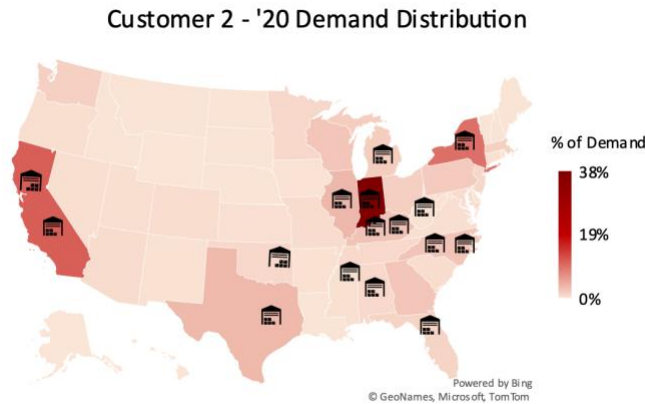 Customer 2 - '20 Demand Distribution
% of Demand
38%
19%
0%
Powered by Bing
© GeoNames, Microsoft, TomTom